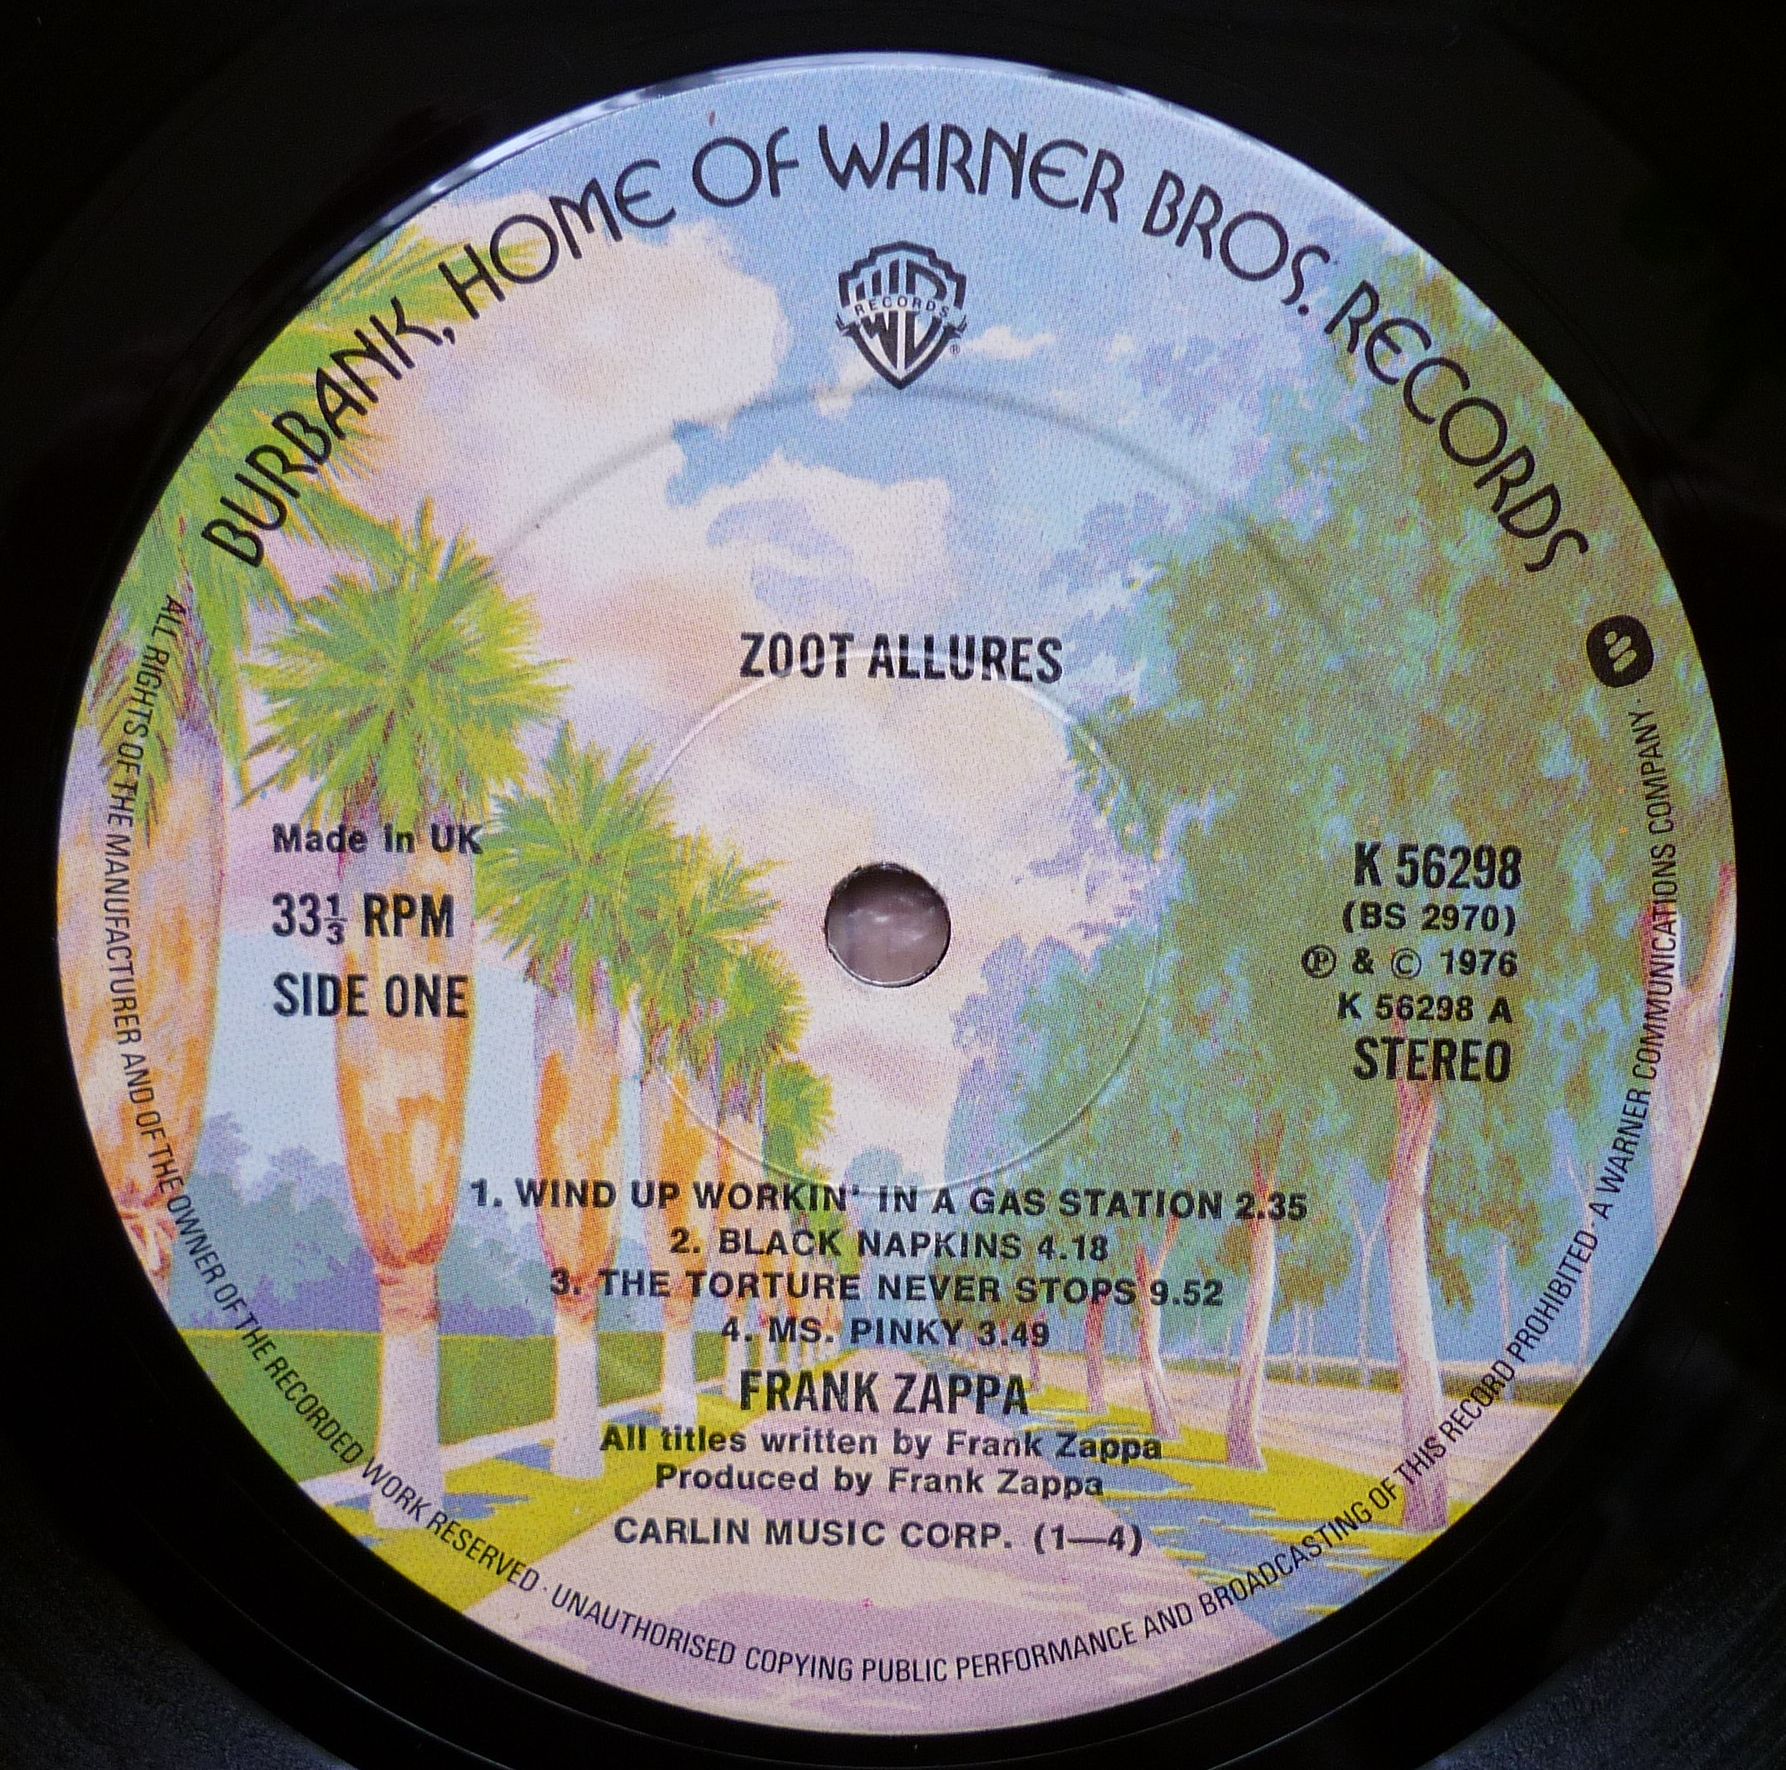 BURBANK, HOME OF WARNER BROS. RECORDS
RECORDS
ZOOT ALLURES
Made in UK
33⅓ RPM
SIDE ONE
K 56298
(BS 2970)
℗ & © 1976
K 56298 A
STEREO
1. WIND UP WORKIN' IN A GAS STATION 2.35
2. BLACK NAPKINS 4.18
3. THE TORTURE NEVER STOPS 9.52
4. MS. PINKY 3.49
FRANK ZAPPA
All titles written by Frank Zappa
Produced by Frank Zappa
CARLIN MUSIC CORP. (1—4)
ALL RIGHTS OF THE MANUFACTURER AND OF THE OWNER OF THE RECORDED WORK RESERVED · UNAUTHORISED COPYING PUBLIC PERFORMANCE AND BROADCASTING OF THIS RECORD PROHIBITED · A WARNER COMMUNICATIONS COMPANY ·